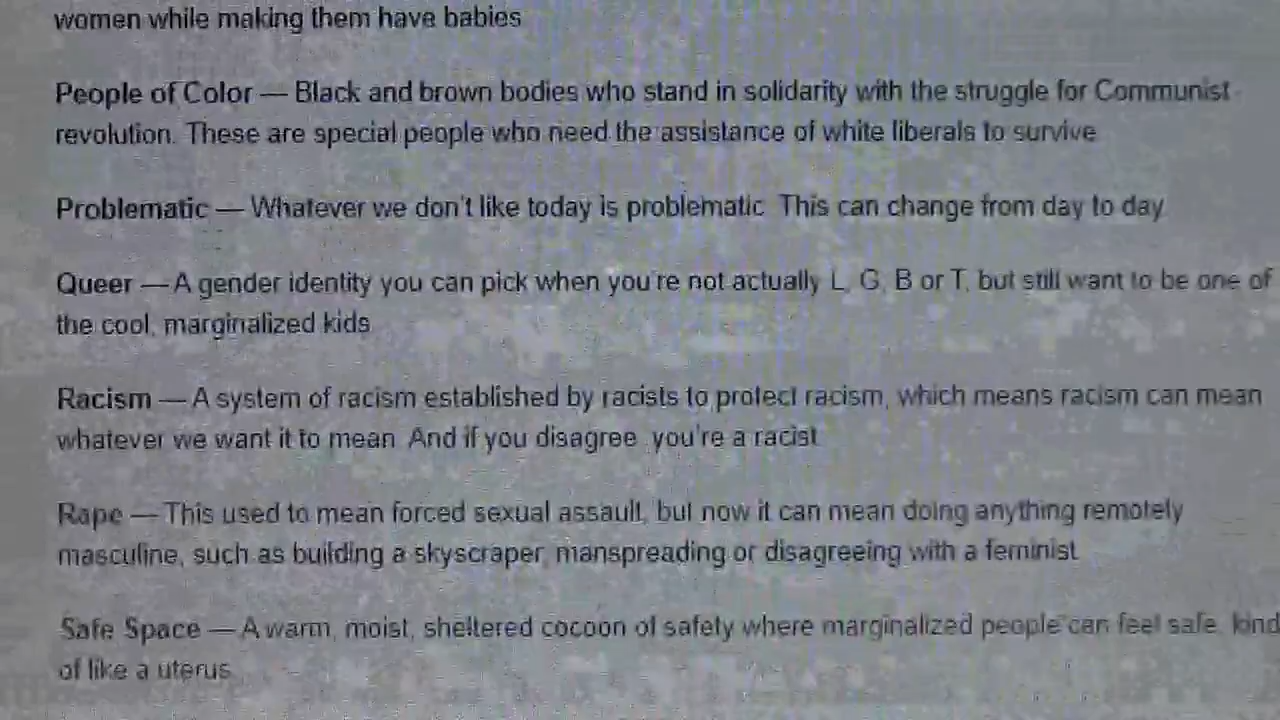 women while making them have babies
People of Color — Black and brown bodies who stand in solidarity with the struggle for Communist
revolution. These are special people who need the assistance of white liberals to survive
Problematic — Whatever we don't like today is problematic. This can change from day to day.
Queer — A gender identity you can pick when you're not actually L, G, B or T, but still want to be one of
the cool, marginalized kids
Racism — A system of racism established by racists to protect racism, which means racism can mean
whatever we want it to mean. And if you disagree, you're a racist
Rape — This used to mean forced sexual assault, but now it can mean doing anything remotely
masculine, such as building a skyscraper, manspreading or disagreeing with a feminist
Safe Space — A warm, moist, sheltered cocoon of safety where marginalized people can feel safe, kind
of like a uterus.